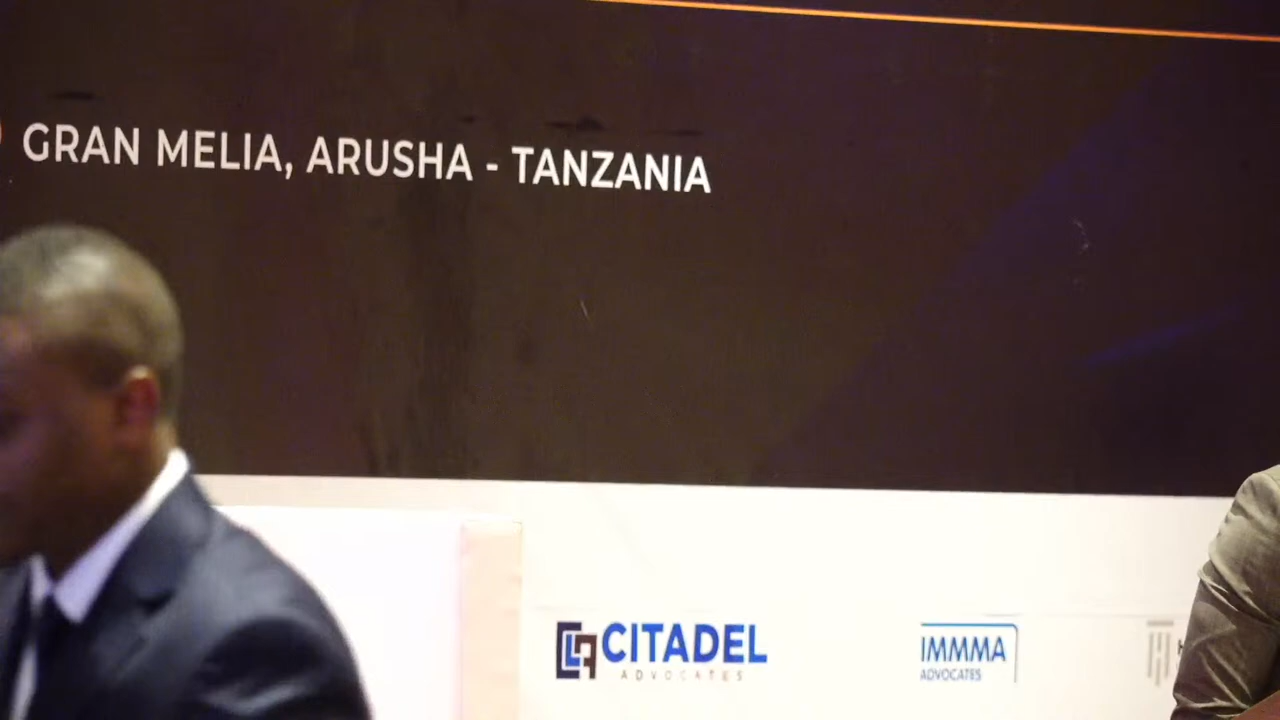 GRAN MELIA, ARUSHA - TANZANIA
CITADEL
ADVOCATES
IMMMA
ADVOCATES